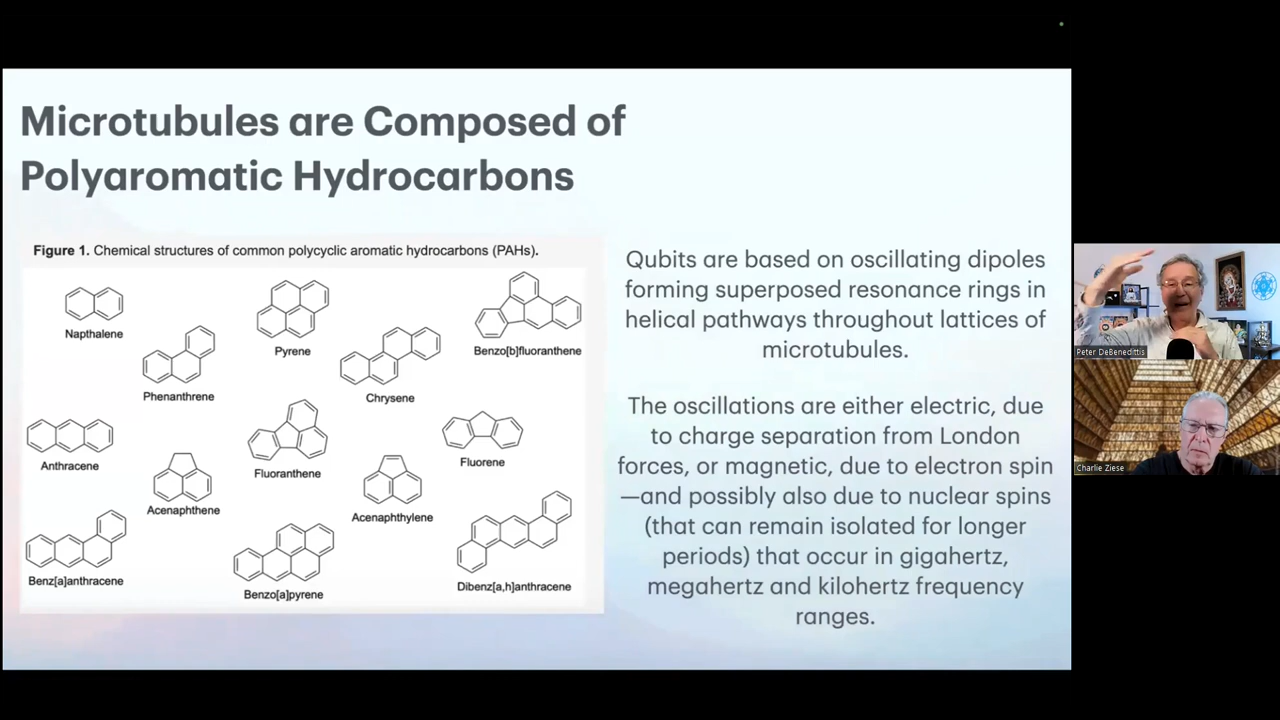 Microtubules are Composed of
Polyaromatic Hydrocarbons
Figure 1. Chemical structures of common polycyclic aromatic hydrocarbons (PAHs).
Napthalene
Pyrene
Benzo[b]fluoranthene
Phenanthrene
Chrysene
Anthracene
Fluoranthene
Fluorene
Acenaphthene
Acenaphthylene
Benz[a]anthracene
Benzo[a]pyrene
Dibenz[a,h]anthracene
Qubits are based on oscillating dipoles
forming superposed resonance rings in
helical pathways throughout lattices of
microtubules.
The oscillations are either electric, due
to charge separation from London
forces, or magnetic, due to electron spin
—and possibly also due to nuclear spins
(that can remain isolated for longer
periods) that occur in gigahertz,
megahertz and kilohertz frequency
ranges.
Peter DeBenedittis
Charlie Ziese